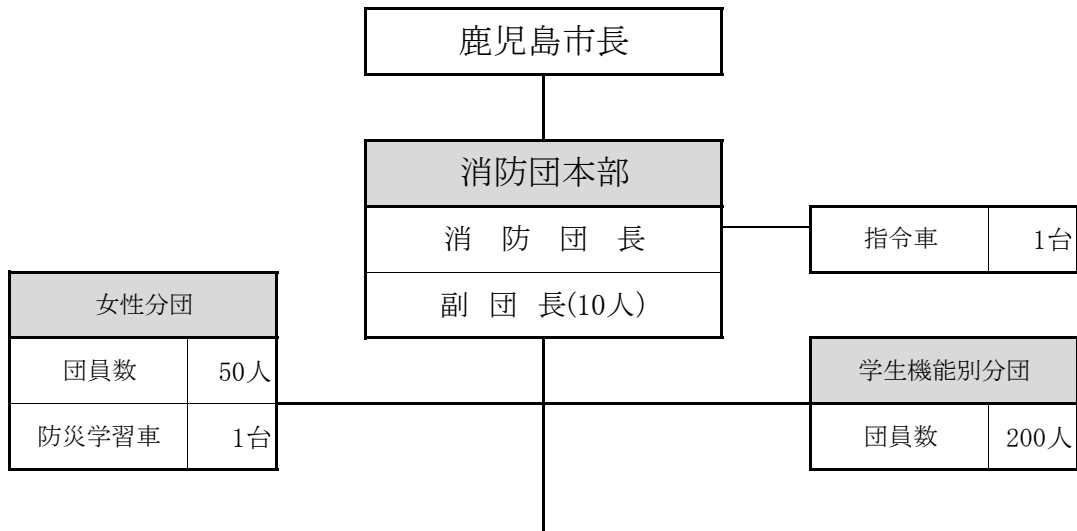 鹿児島市長
消防団本部
消防団長
副団長(10人)
指令車 1台
女性分団
団員数 50人
防災学習車 1台
学生機能別分団
団員数 200人